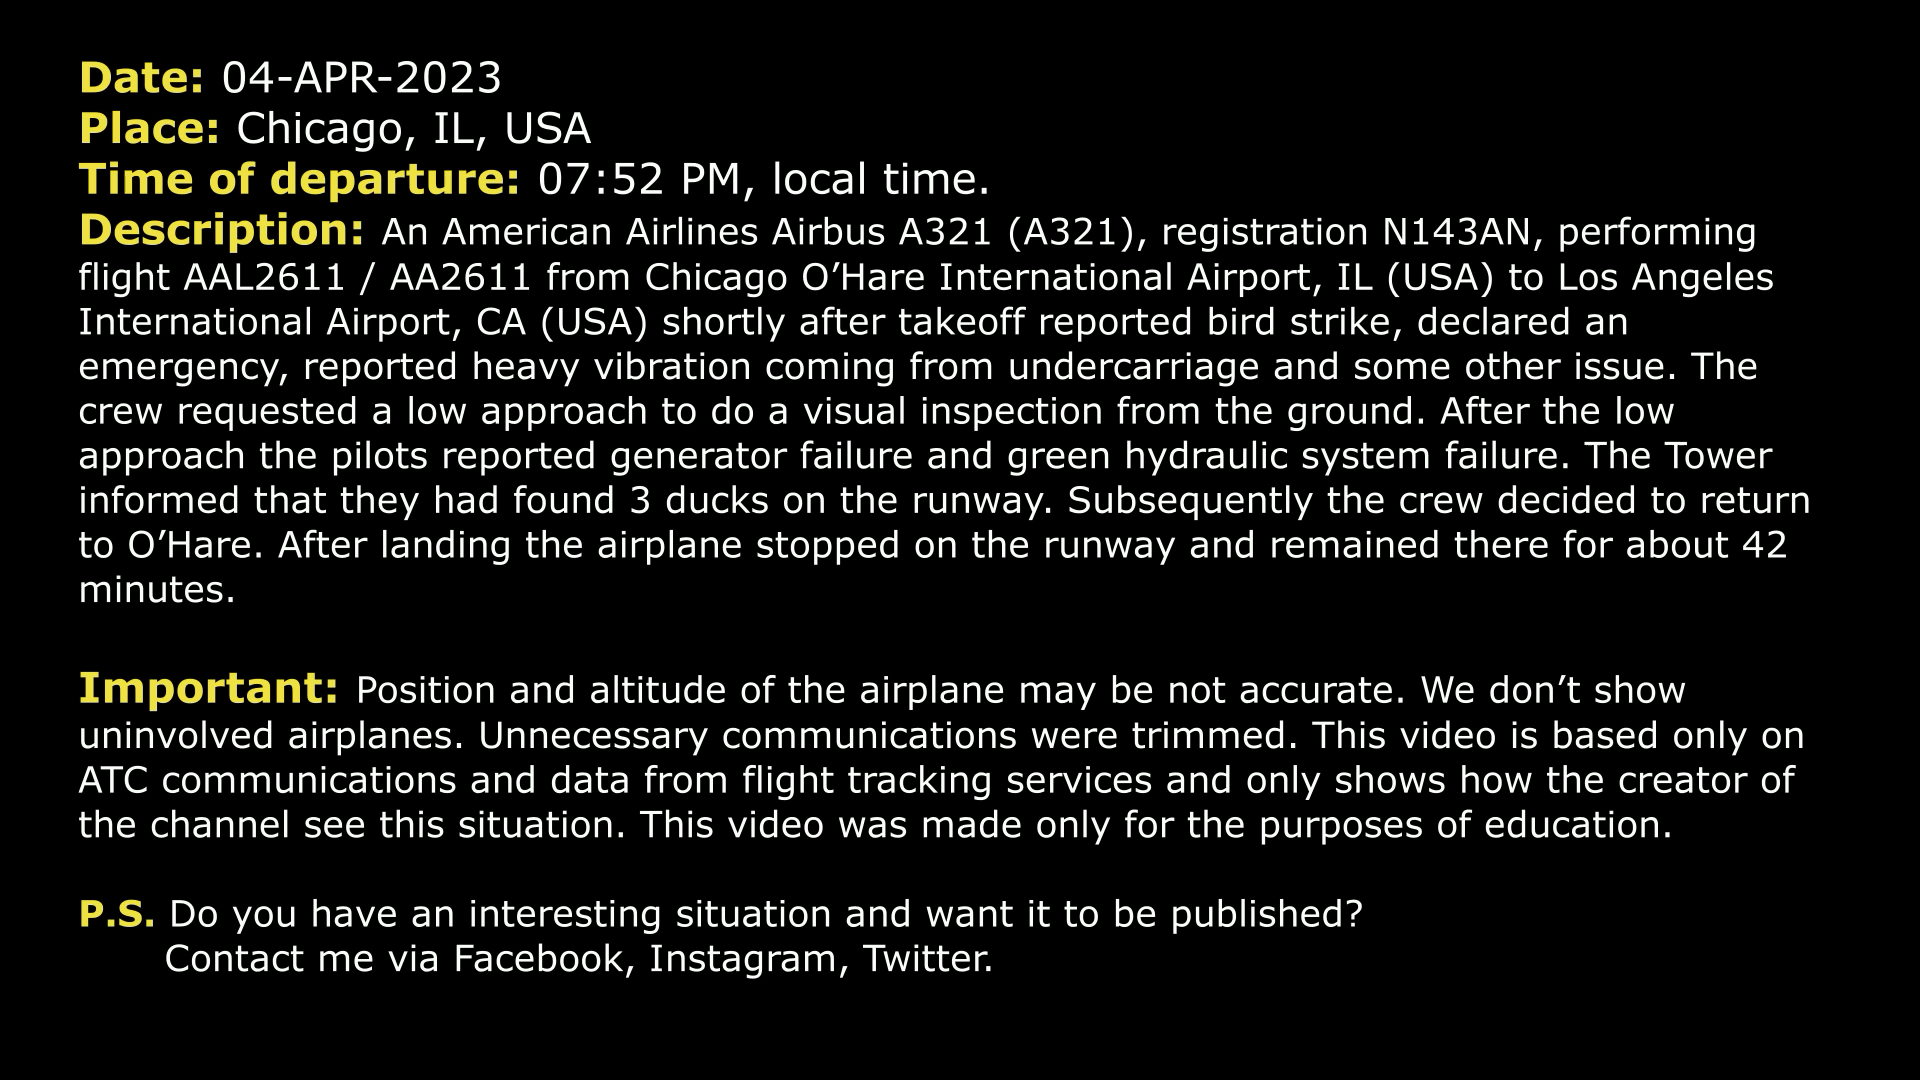 Date: 04-APR-2023
Place: Chicago, IL, USA
Time of departure: 07:52 PM, local time.
Description: An American Airlines Airbus A321 (A321), registration N143AN, performing
flight AAL2611 / AA2611 from Chicago O’Hare International Airport, IL (USA) to Los Angeles
International Airport, CA (USA) shortly after takeoff reported bird strike, declared an
emergency, reported heavy vibration coming from undercarriage and some other issue. The
crew requested a low approach to do a visual inspection from the ground. After the low
approach the pilots reported generator failure and green hydraulic system failure. The Tower
informed that they had found 3 ducks on the runway. Subsequently the crew decided to return
to O’Hare. After landing the airplane stopped on the runway and remained there for about 42
minutes.
Important: Position and altitude of the airplane may be not accurate. We don’t show
uninvolved airplanes. Unnecessary communications were trimmed. This video is based only on
ATC communications and data from flight tracking services and only shows how the creator of
the channel see this situation. This video was made only for the purposes of education.
P.S. Do you have an interesting situation and want it to be published?
Contact me via Facebook, Instagram, Twitter.